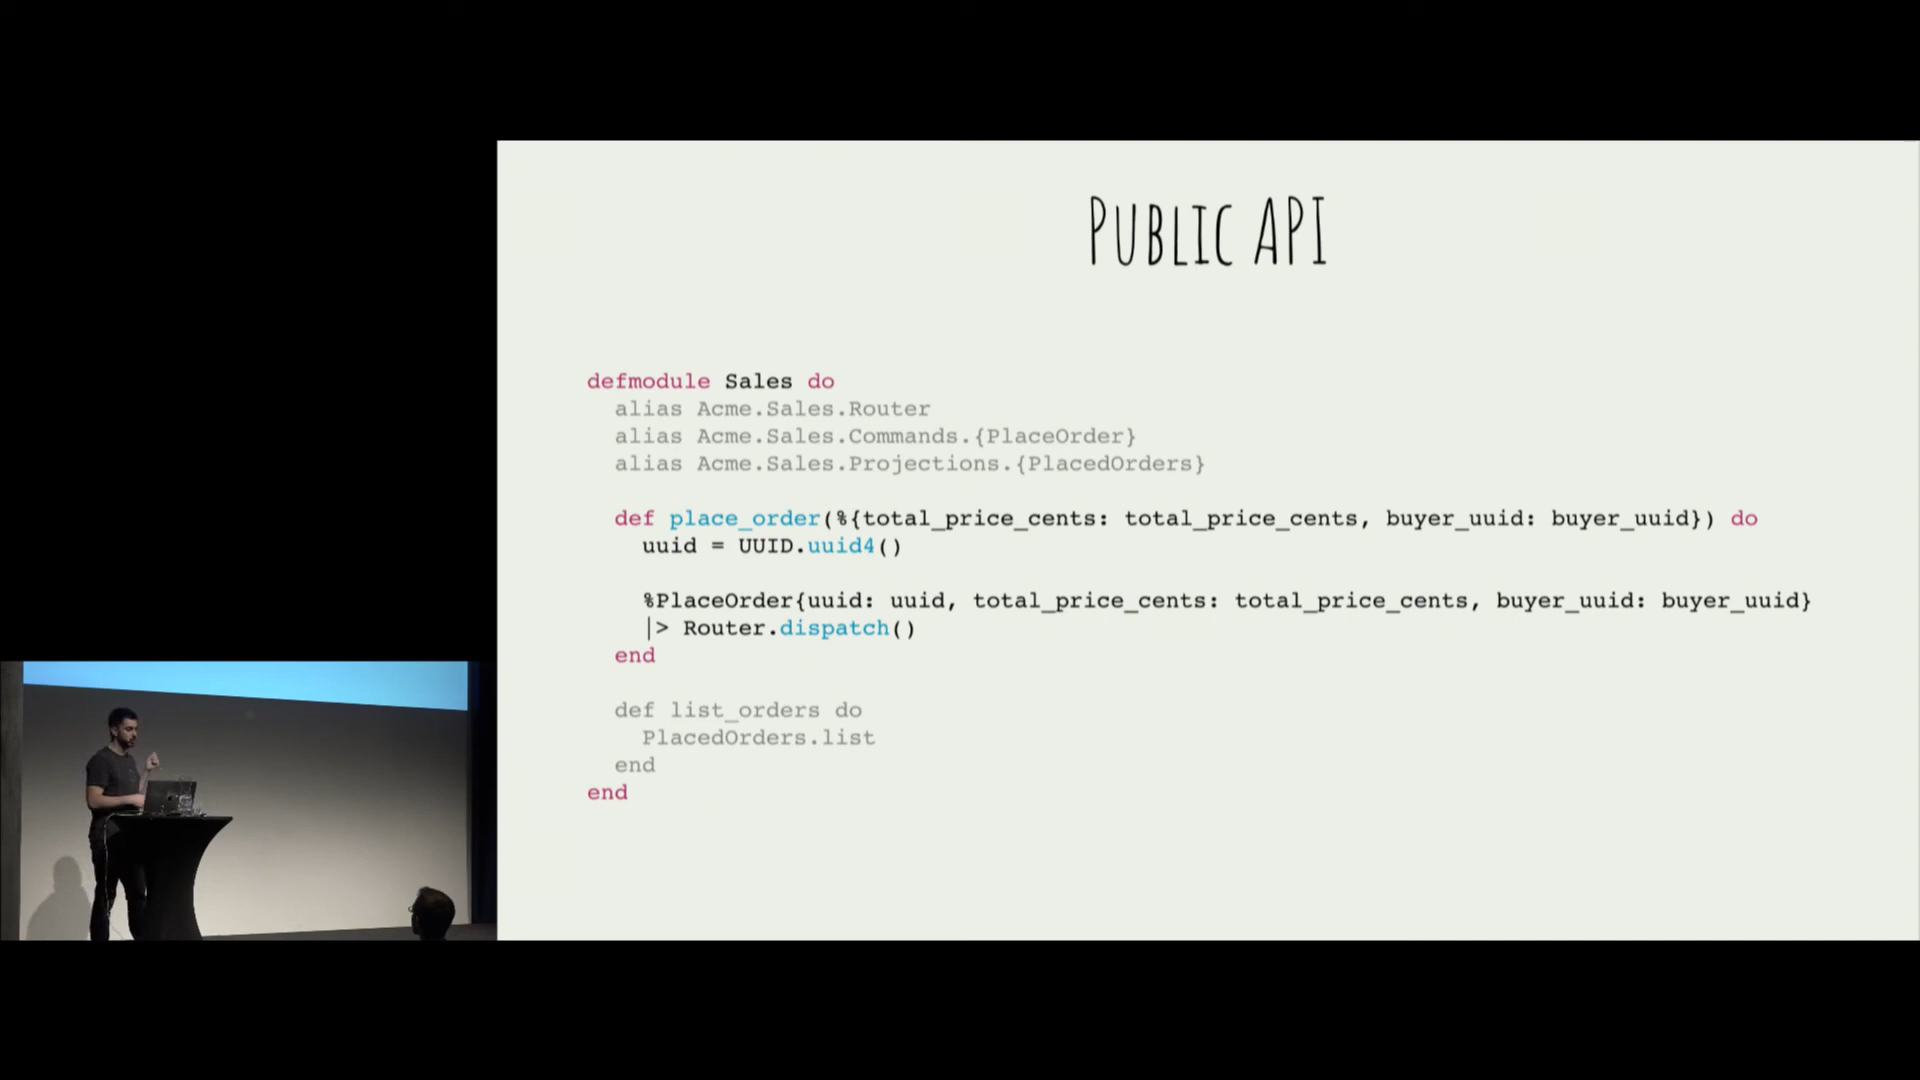 PUBLIC API
defmodule Sales do
alias Acme.Sales.Router
alias Acme.Sales.Commands.{PlaceOrder}
alias Acme.Sales.Projections.{PlacedOrders}
def place_order(%{total_price_cents: total_price_cents, buyer_uuid: buyer_uuid}) do
uuid = UUID.uuid4()
%PlaceOrder{uuid: uuid, total_price_cents: total_price_cents, buyer_uuid: buyer_uuid}
|> Router.dispatch()
end
def list_orders do
PlacedOrders.list
end
end